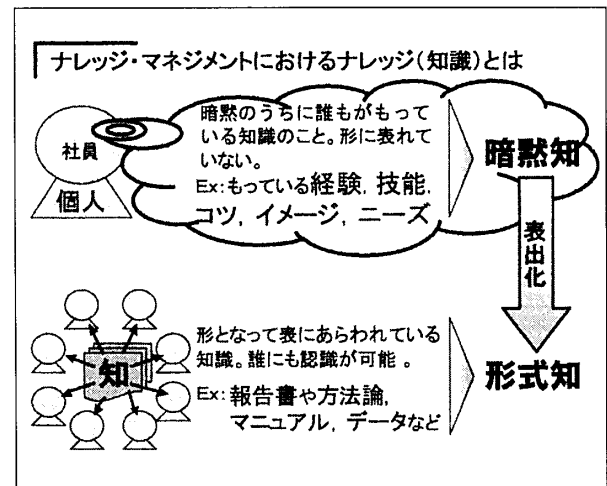 ナレッジ・マネジメントにおけるナレッジ(知識)とは
社員
個人
暗黙のうちに誰もがもって
いる知識のこと。形に表れて
いない。
Ex:もっている経験, 技能,
コツ, イメージ, ニーズ
暗黙知
表出化
知
形となって表にあらわれている
知識。誰にも認識が可能 。
Ex: 報告書や方法論,
マニュアル, データなど
形式知